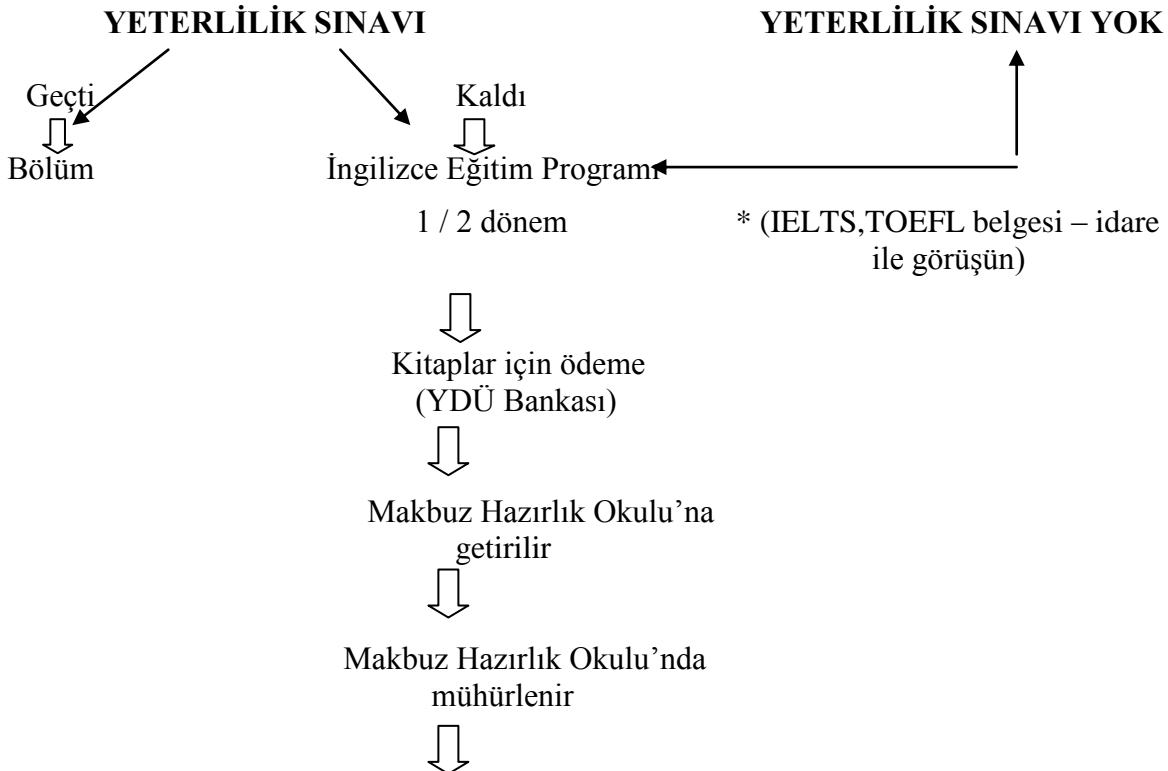 YETERLİLİK SINAVI
YETERLİLİK SINAVI YOK
Geçti
Kaldı
Bölüm
İngilizce Eğitim Programı
1 / 2 dönem
* (IELTS,TOEFL belgesi – idare
ile görüşün)
Kitaplar için ödeme
(YDÜ Bankası)
Makbuz Hazırlık Okulu’na
getirilir
Makbuz Hazırlık Okulu’nda
mühürlenir